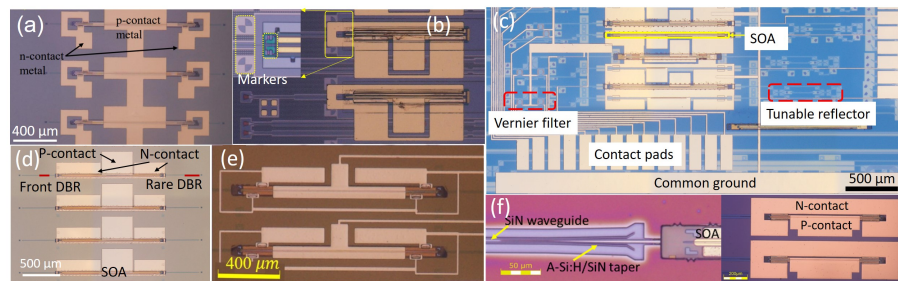 (a)
p-contact
metal
n-contact
metal
400 μm
(b)
Markers
(c)
SOA
Vernier filter
Tunable reflector
Contact pads
Common ground
500 μm
(d)
P-contact
N-contact
Front DBR
Rare DBR
SOA
500 μm
(e)
400 μm
(f)
SiN waveguide
SOA
A-Si:H/SiN taper
50 μm
N-contact
P-contact